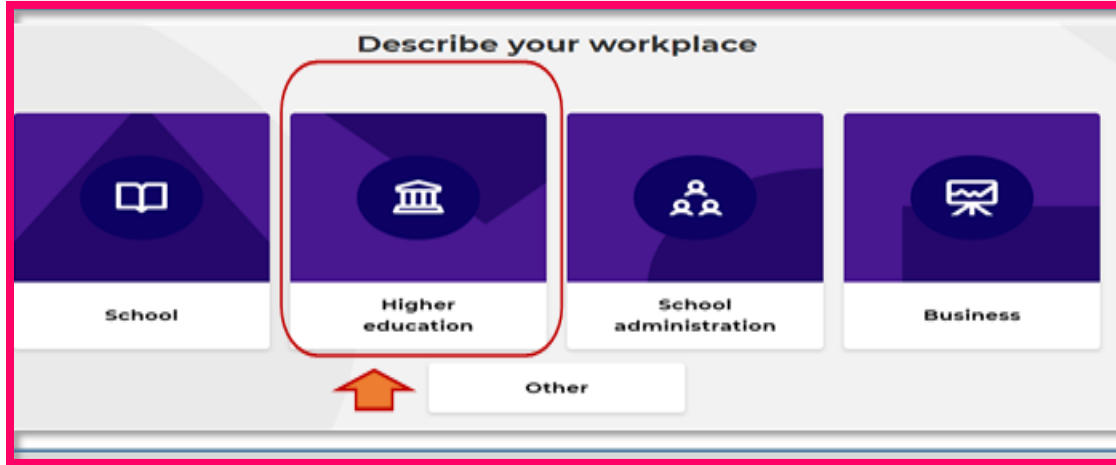 Describe your workplace
School
Higher
education
School
administration
Business
Other